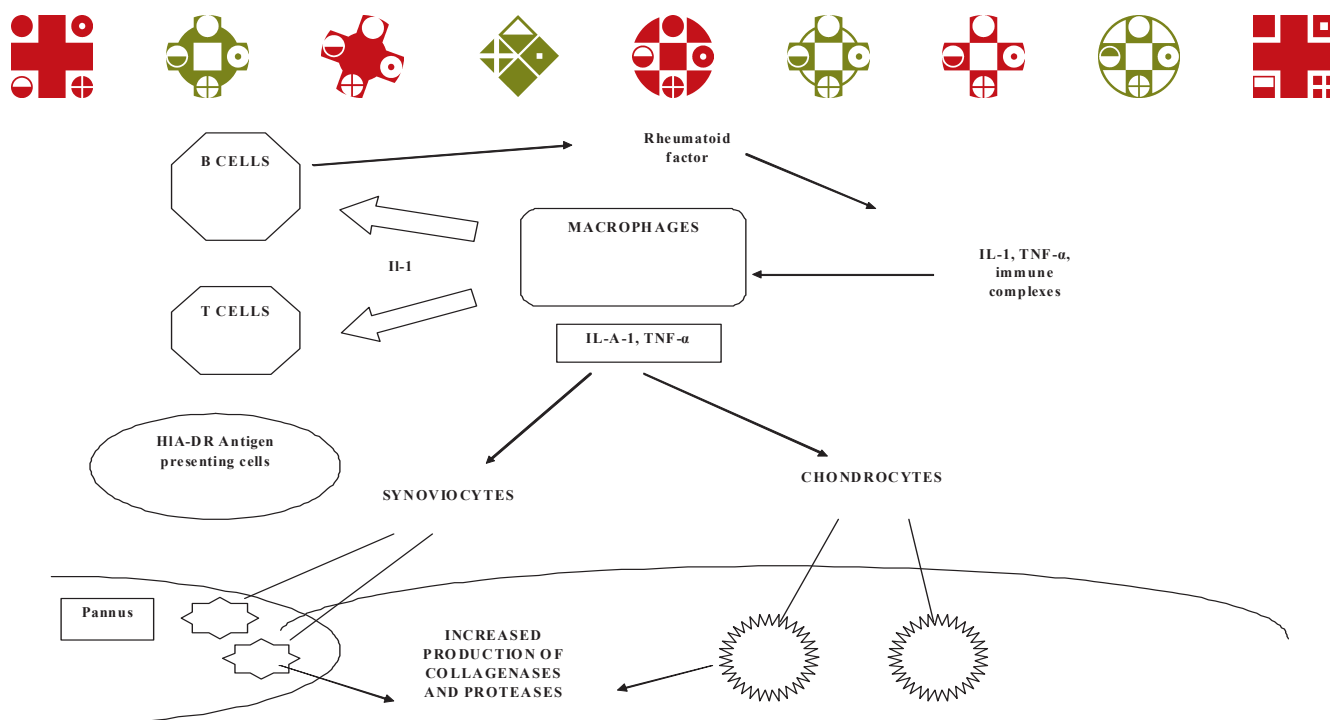 B CELLS
Rheumatoid
factor
MACROPHAGES
Il-1
IL-1, TNF-α,
immune
complexes
T CELLS
IL-A-1, TNF-α
HIA-DR Antigen
presenting cells
SYNOVIOCYTES
CHONDROCYTES
Pannus
INCREASED
PRODUCTION OF
COLLAGENASES
AND PROTEASES